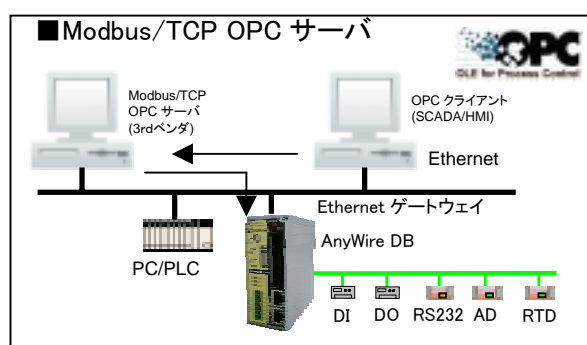 ■Modbus/TCP OPC サーバ
OPC
OLE for Process Control
Modbus/TCP
OPC サーバ
(3rdベンダ)
OPC クライアント
(SCADA/HMI)
Ethernet
Ethernet ゲートウェイ
AnyWire DB
PC/PLC
DI DO RS232 AD RTD